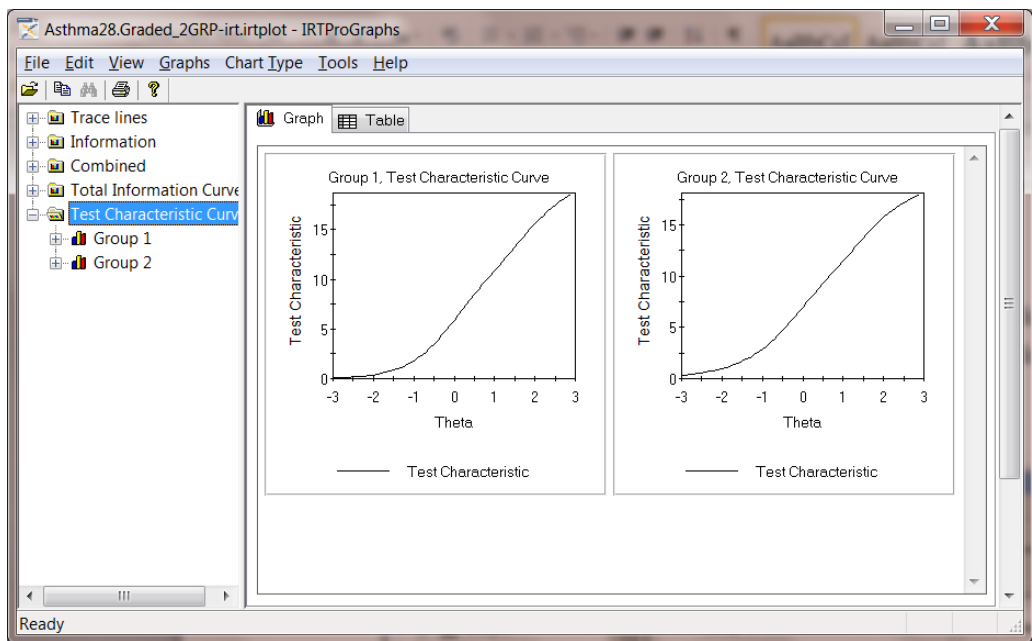 Asthma28.Graded_2GRP-irt.irtplot - IRTProGraphs
File Edit View Graphs Chart Type Tools Help
Trace lines
Information
Combined
Total Information Curve
Test Characteristic Curv
Group 1
Group 2
Graph Table
Group 1, Test Characteristic Curve
Test Characteristic
15
10
5
0
-3 -2 -1 0 1 2 3
Theta
Test Characteristic
Group 2, Test Characteristic Curve
Test Characteristic
15
10
5
0
-3 -2 -1 0 1 2 3
Theta
Test Characteristic
Ready